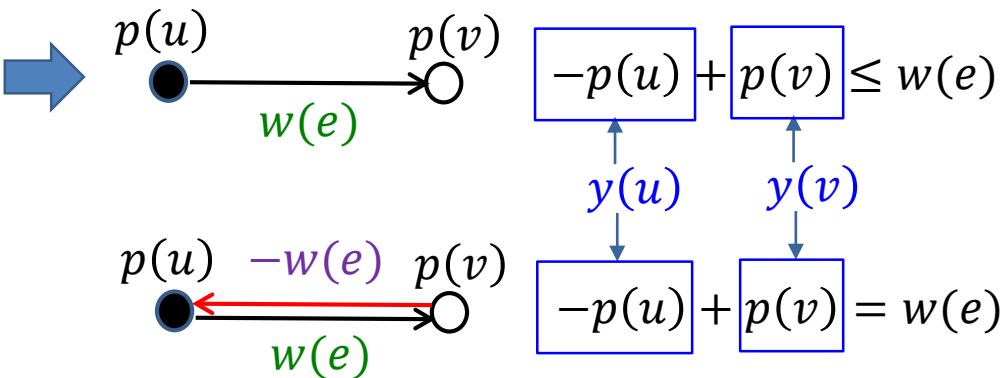 p(u) p(v) −p(u) + p(v) ≤ w(e)
w(e)
y(u) y(v)
p(u) −w(e) p(v)
−p(u) + p(v) = w(e)
w(e)